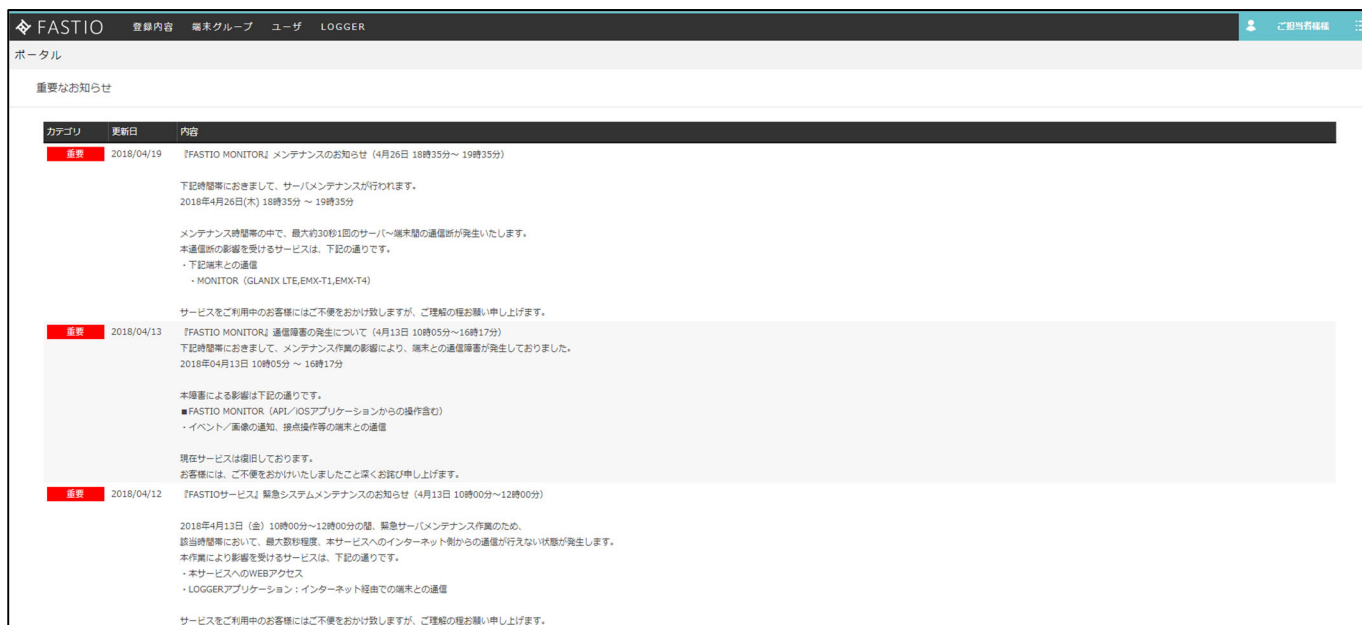 FASTIO 登録内容 端末グループ ユーザ LOGGER ご担当者様様
ポータル
重要なお知らせ
カテゴリ 更新日 内容
重要 2018/04/19 『FASTIO MONITOR』メンテナンスのお知らせ（4月26日 18時35分～ 19時35分）
下記時間帯におきまして、サーバメンテナンスが行われます。
2018年4月26日(木) 18時35分 ～ 19時35分
メンテナンス時間帯の中で、最大約30秒1回のサーバ～端末間の通信断が発生いたします。
本通信断の影響を受けるサービスは、下記の通りです。
・下記端末との通信
・MONITOR（GLANIX LTE,EMX-T1,EMX-T4）
サービスをご利用中のお客様にはご不便をおかけ致しますが、ご理解の程お願い申し上げます。
重要 2018/04/13 『FASTIO MONITOR』通信障害の発生について（4月13日 10時05分～16時17分）
下記時間帯におきまして、メンテナンス作業の影響により、端末との通信障害が発生しておりました。
2018年04月13日 10時05分 ～ 16時17分
本障害による影響は下記の通りです。
■FASTIO MONITOR（API／iOSアプリケーションからの操作含む）
・イベント／画像の通知、接点操作等の端末との通信
現在サービスは復旧しております。
お客様には、ご不便をおかけいたしましたこと深くお詫び申し上げます。
重要 2018/04/12 『FASTIOサービス』緊急システムメンテナンスのお知らせ（4月13日 10時00分～12時00分）
2018年4月13日（金）10時00分～12時00分の間、緊急サーバメンテナンス作業のため、
該当時間帯において、最大数秒程度、本サービスへのインターネット側からの通信が行えない状態が発生します。
本作業により影響を受けるサービスは、下記の通りです。
・本サービスへのWEBアクセス
・LOGGERアプリケーション：インターネット経由での端末との通信
サービスをご利用中のお客様にはご不便をおかけ致しますが、ご理解の程お願い申し上げます。